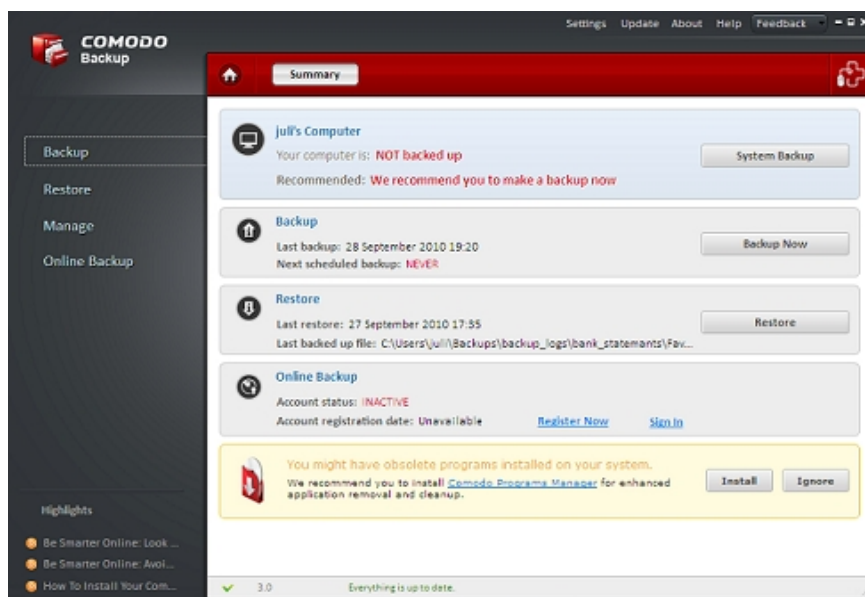 Settings Update About Help Feedback
COMODO
Backup
Summary
Backup
Restore
Manage
Online Backup
juli's Computer
Your computer is: NOT backed up
Recommended: We recommend you to make a backup now
System Backup
Backup
Last backup: 28 September 2010 19:20
Next scheduled backup: NEVER
Backup Now
Restore
Last restore: 27 September 2010 17:35
Last backed up file: C:\Users\juli\Backups\backup_logs\bank_statemants\Fav...
Restore
Online Backup
Account status: INACTIVE
Account registration date: Unavailable Register Now Sign In
You might have obsolete programs installed on your system.
We recommend you to install Comodo Programs Manager for enhanced
application removal and cleanup.
Install Ignore
Highlights
Be Smarter Online: Look ...
Be Smarter Online: Avoi...
How To Install Your Com...
3.0 Everything is up to date.